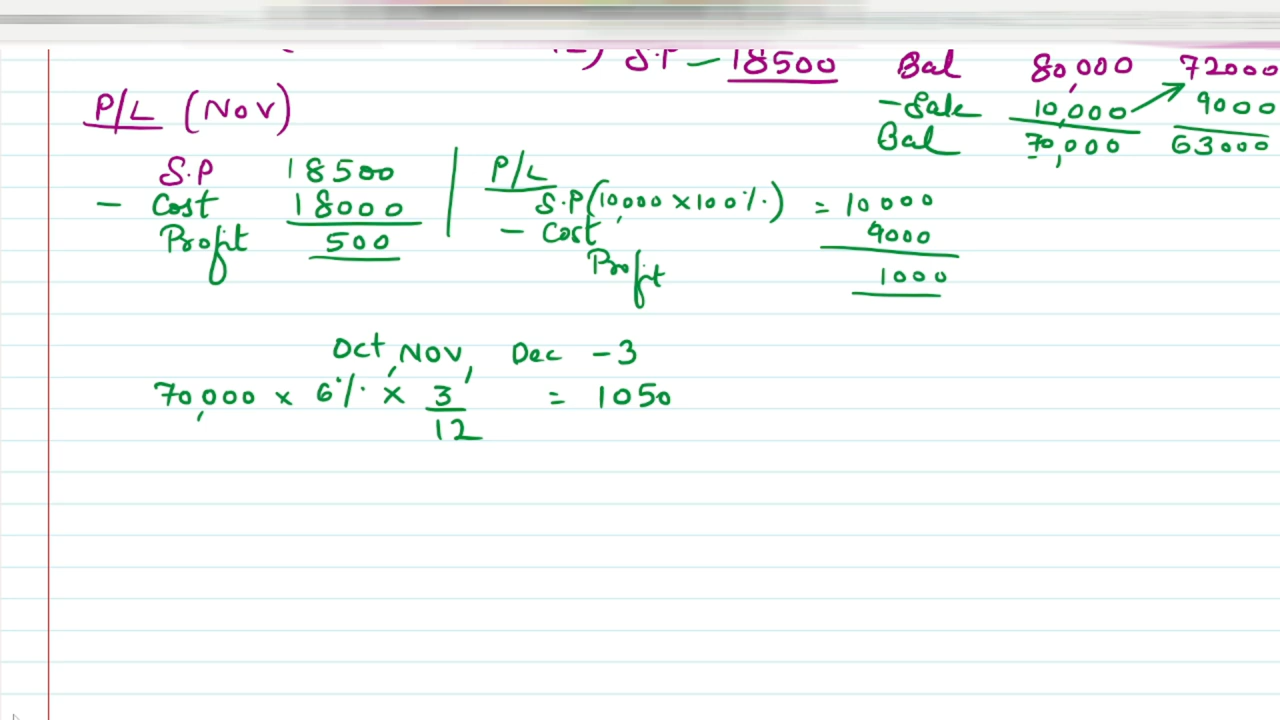 S.P – 18500 Bal 80,000 72000
– Sale 10,000 9000
Bal 70,000 63000
P/L (Nov)
S.P 18500
– Cost 18000
Profit 500
P/L
S.P (10,000 × 100%) = 10000
– Cost 9000
Profit 1000
Oct, Nov, Dec – 3
70,000 × 6% × 3/12 = 1050